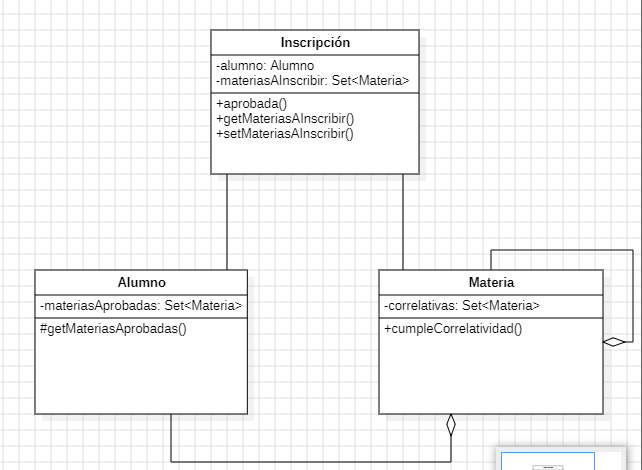 Inscripción
-alumno: Alumno
-materiasAInscribir: Set<Materia>
+aprobada()
+getMateriasAInscribir()
+setMateriasAInscribir()
Alumno
-materiasAprobadas: Set<Materia>
#getMateriasAprobadas()
Materia
-correlativas: Set<Materia>
+cumpleCorrelatividad()